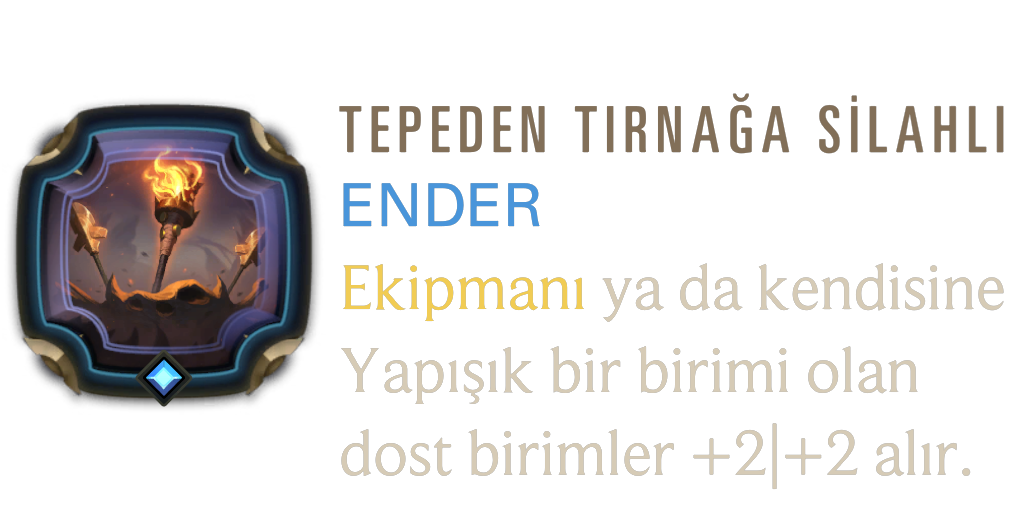 TEPEDEN TIRNAĞA SİLAHLI
ENDER
Ekipmanı ya da kendisine
Yapışık bir birimi olan
dost birimler +2|+2 alır.